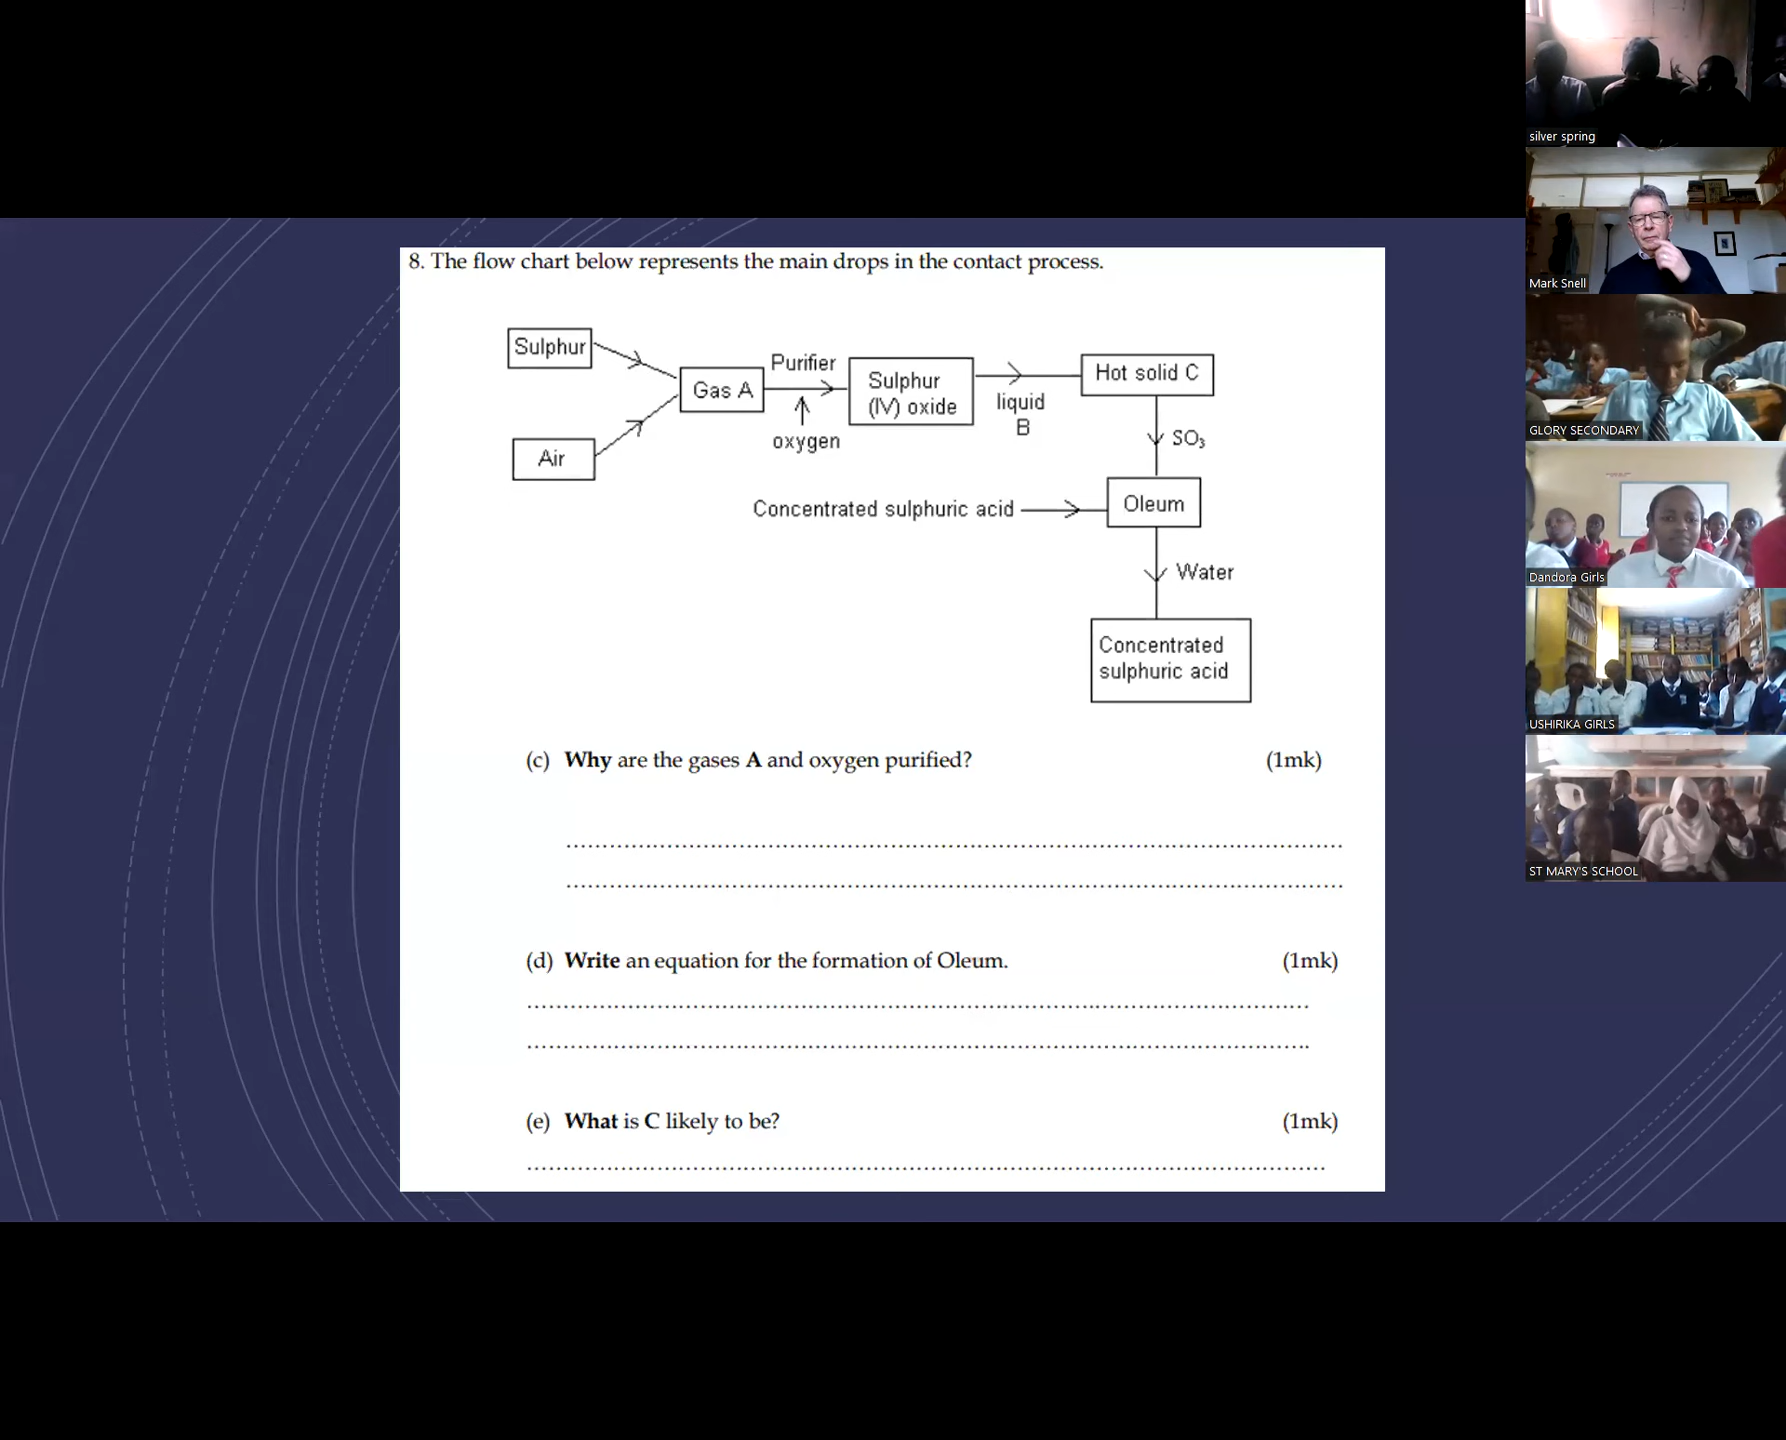 8. The flow chart below represents the main drops in the contact process.
Sulphur
Air
Gas A
Purifier
oxygen
Sulphur
(IV) oxide
liquid
B
Hot solid C
SO₃
Concentrated sulphuric acid
Oleum
Water
Concentrated
sulphuric acid
(c) Why are the gases A and oxygen purified? (1mk)
(d) Write an equation for the formation of Oleum. (1mk)
(e) What is C likely to be? (1mk)
silver spring
Mark Snell
GLORY SECONDARY
Dandora Girls
USHIRIKA GIRLS
ST MARY'S SCHOOL